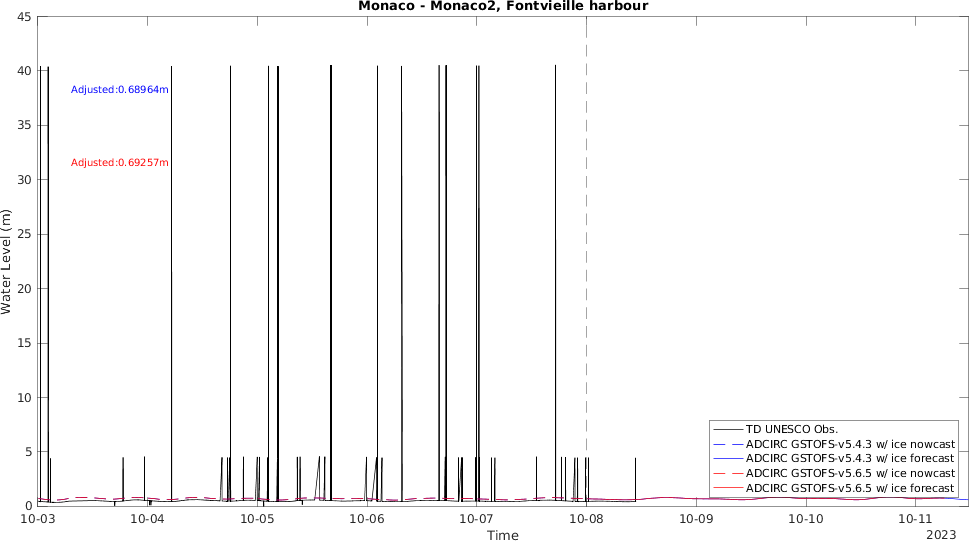 Monaco - Monaco2, Fontvieille harbour
45
40
35
30
25
20
15
10
5
0
Water Level (m)
Adjusted:0.68964m
Adjusted:0.69257m
TD UNESCO Obs.
ADCIRC GSTOFS-v5.4.3 w/ ice nowcast
ADCIRC GSTOFS-v5.4.3 w/ ice forecast
ADCIRC GSTOFS-v5.6.5 w/ ice nowcast
ADCIRC GSTOFS-v5.6.5 w/ ice forecast
10-03 10-04 10-05 10-06 10-07 10-08 10-09 10-10 10-11
Time
2023